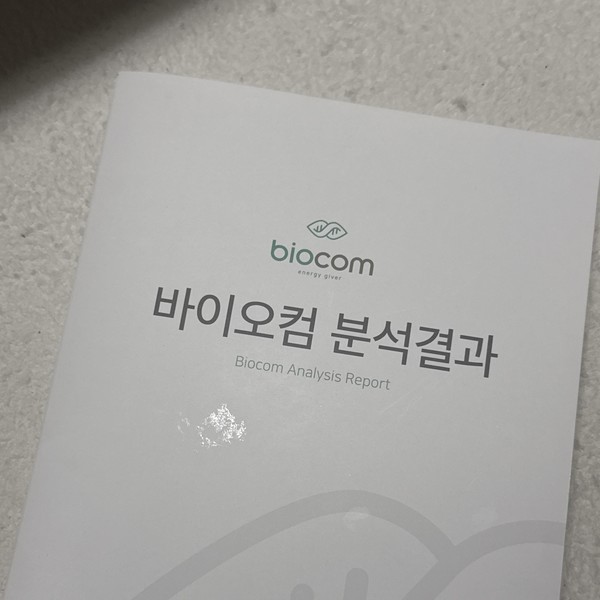 biocom
energy giver
바이오컴 분석결과
Biocom Analysis Report